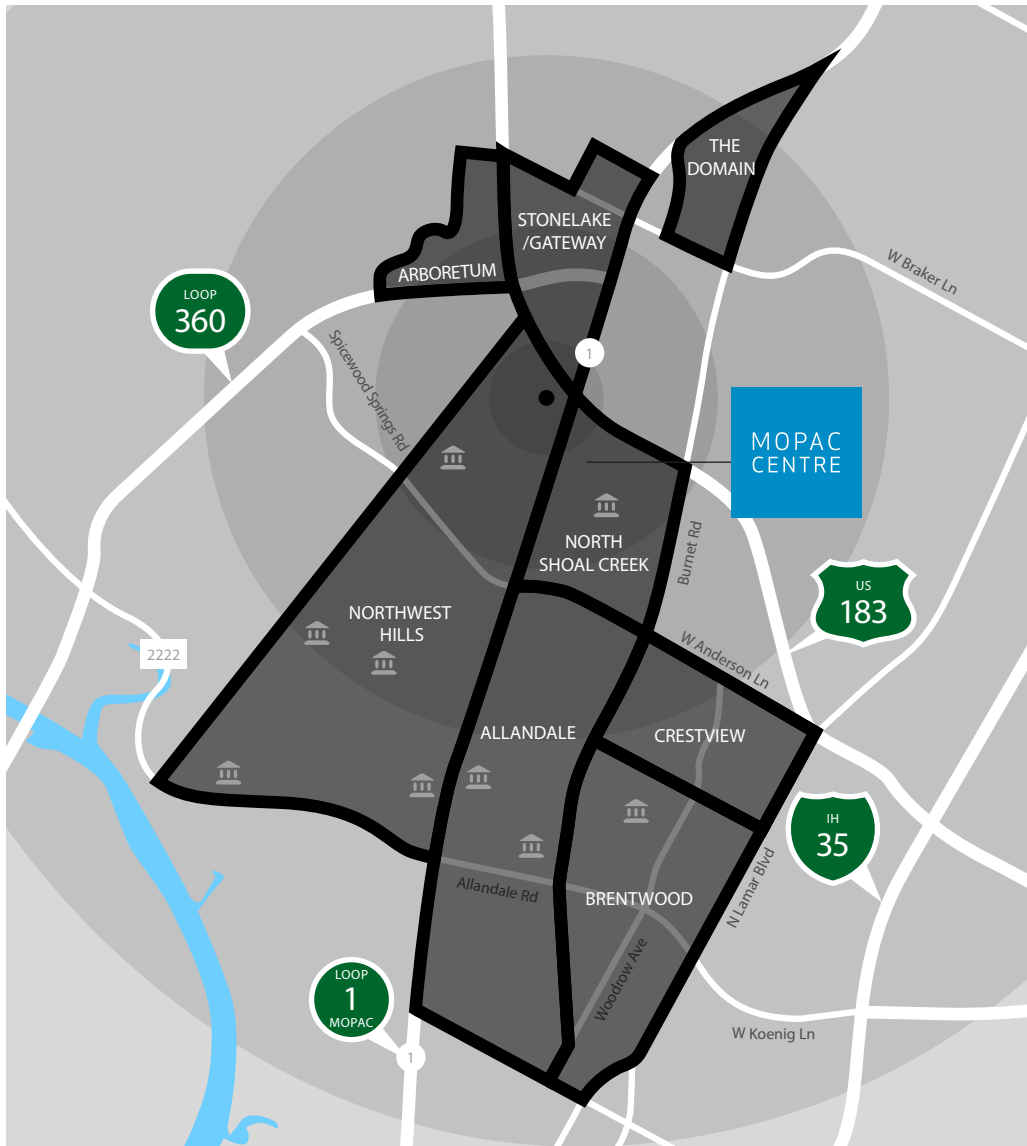 THE
DOMAIN
STONELAKE
/GATEWAY
W Braker Ln
ARBORETUM
LOOP
360
Spicewood Springs Rd
1
MOPAC
CENTRE
NORTH
SHOAL CREEK
Burnet Rd
US
183
NORTHWEST
HILLS
2222
W Anderson Ln
ALLANDALE
CRESTVIEW
IH
35
Allandale Rd
BRENTWOOD
N Lamar Blvd
Woodrow Ave
LOOP
1
MOPAC
W Koenig Ln
1